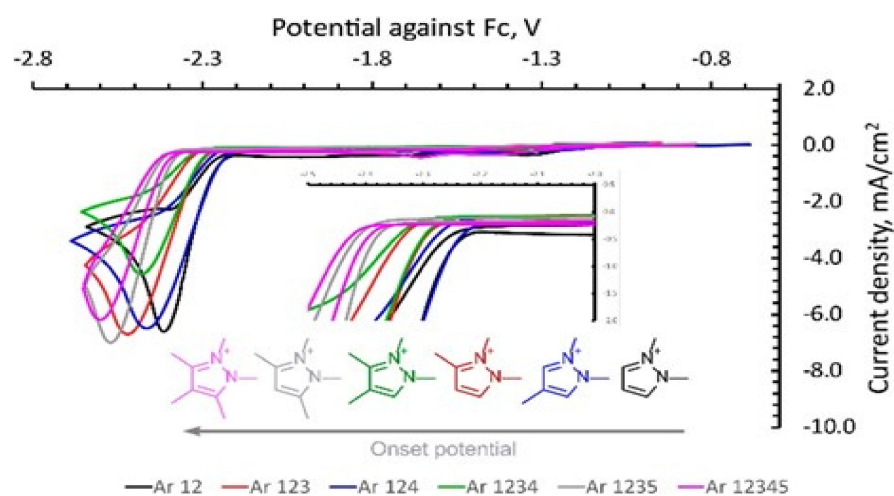 Potential against Fc, V
-2.8 -2.3 -1.8 -1.3 -0.8
2.0
0.0
-2.0
-4.0
-6.0
-8.0
-10.0
Current density, mA/cm²
N⁺ N N⁺ N N⁺ N N⁺ N N⁺ N N⁺ N
Onset potential
Ar 12 Ar 123 Ar 124 Ar 1234 Ar 1235 Ar 12345